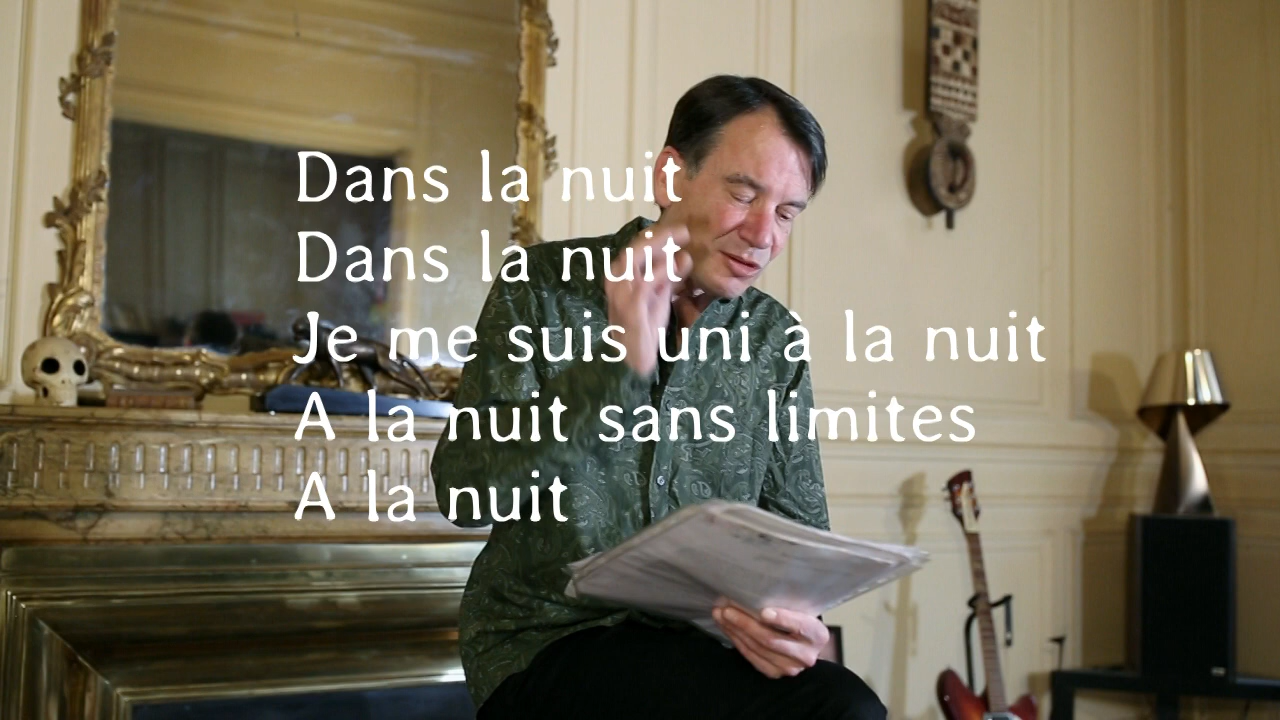 Dans la nuit
Dans la nuit
Je me suis uni à la nuit
A la nuit sans limites
A la nuit